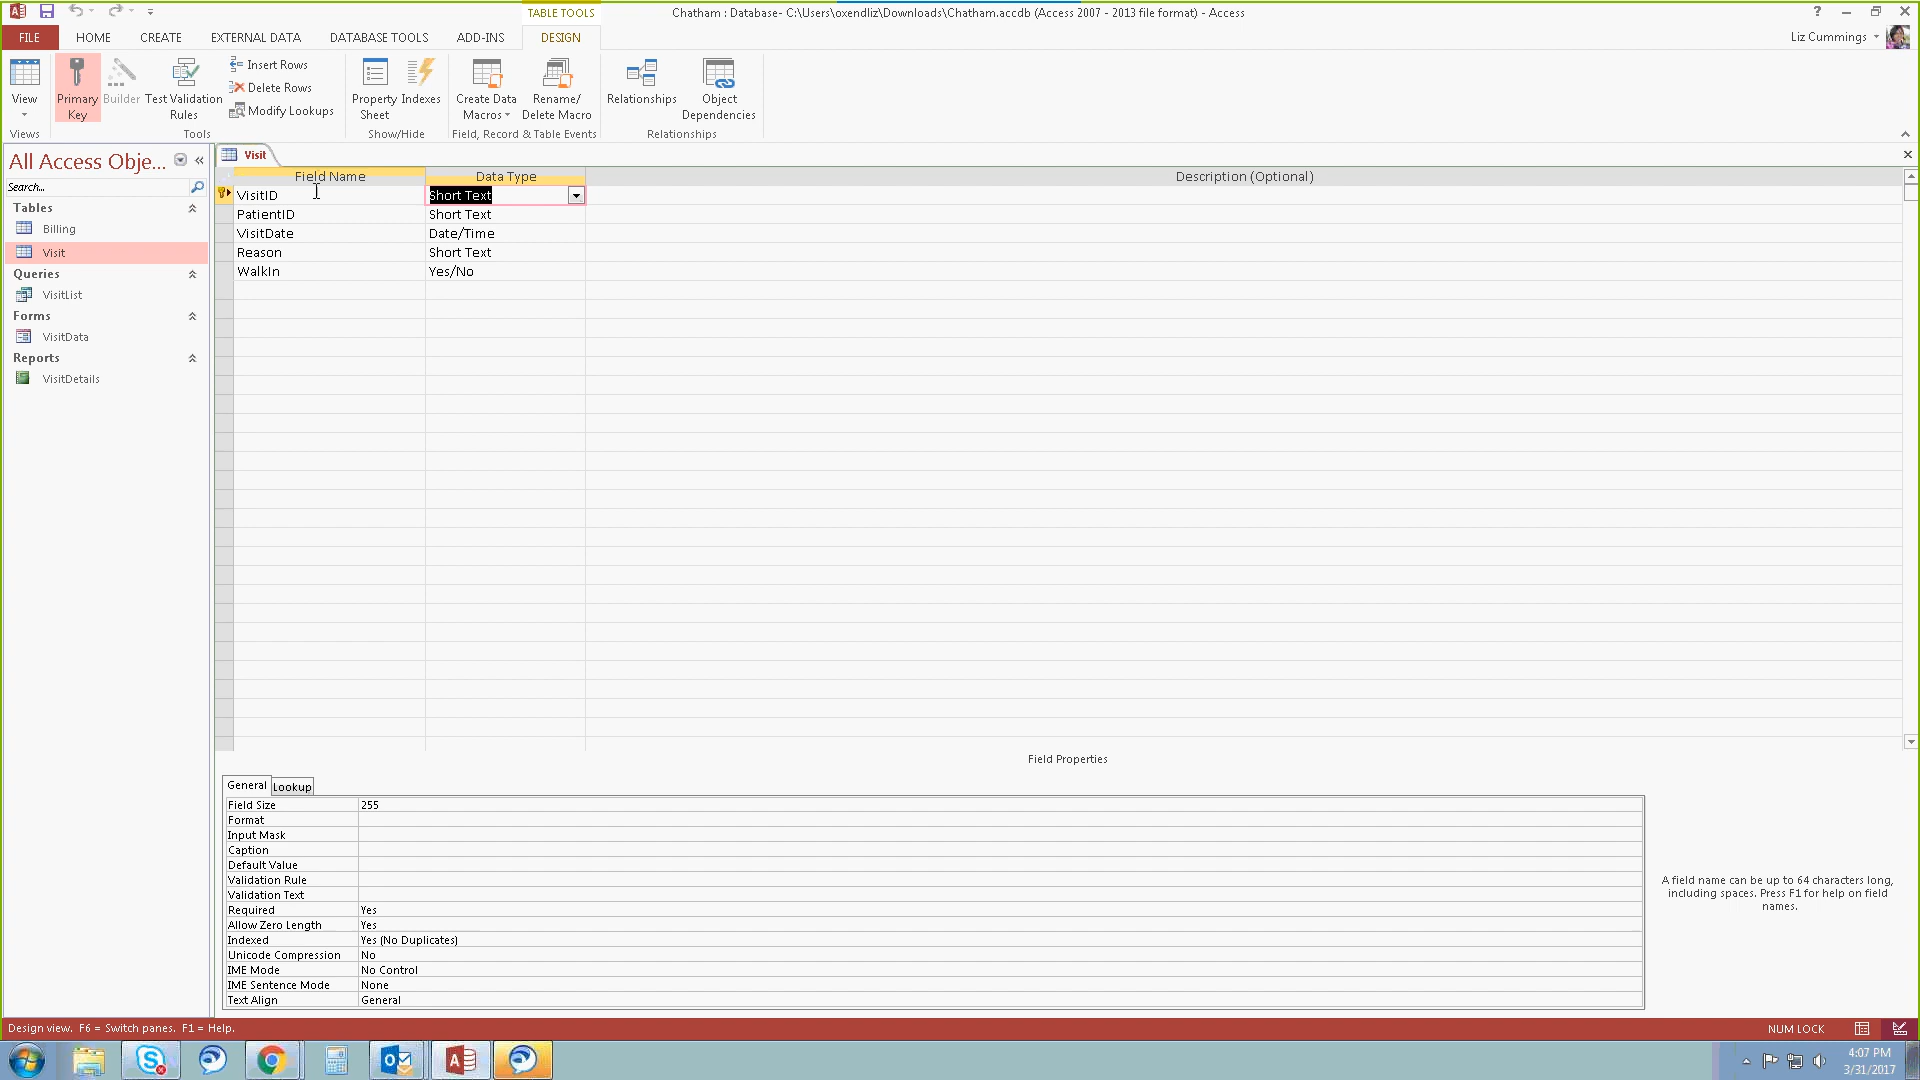 TABLE TOOLS
Chatham : Database- C:\Users\oxendliz\Downloads\Chatham.accdb (Access 2007 - 2013 file format) - Access
FILE HOME CREATE EXTERNAL DATA DATABASE TOOLS ADD-INS DESIGN
Liz Cummings
View
Primary Key
Builder
Test Validation Rules
Insert Rows
Delete Rows
Modify Lookups
Property Sheet
Indexes
Create Data Macros
Rename/ Delete Macro
Relationships
Object Dependencies
Views
Tools
Show/Hide
Field, Record & Table Events
Relationships
All Access Obje...
Search...
Tables
Billing
Visit
Queries
VisitList
Forms
VisitData
Reports
VisitDetails
Visit
Field Name Data Type Description (Optional)
VisitID Short Text
PatientID Short Text
VisitDate Date/Time
Reason Short Text
WalkIn Yes/No
Field Properties
General Lookup
Field Size 255
Format
Input Mask
Caption
Default Value
Validation Rule
Validation Text
Required Yes
Allow Zero Length Yes
Indexed Yes (No Duplicates)
Unicode Compression No
IME Mode No Control
IME Sentence Mode None
Text Align General
A field name can be up to 64 characters long,
including spaces. Press F1 for help on field
names.
Design view. F6 = Switch panes. F1 = Help.
NUM LOCK
4:07 PM
3/31/2017